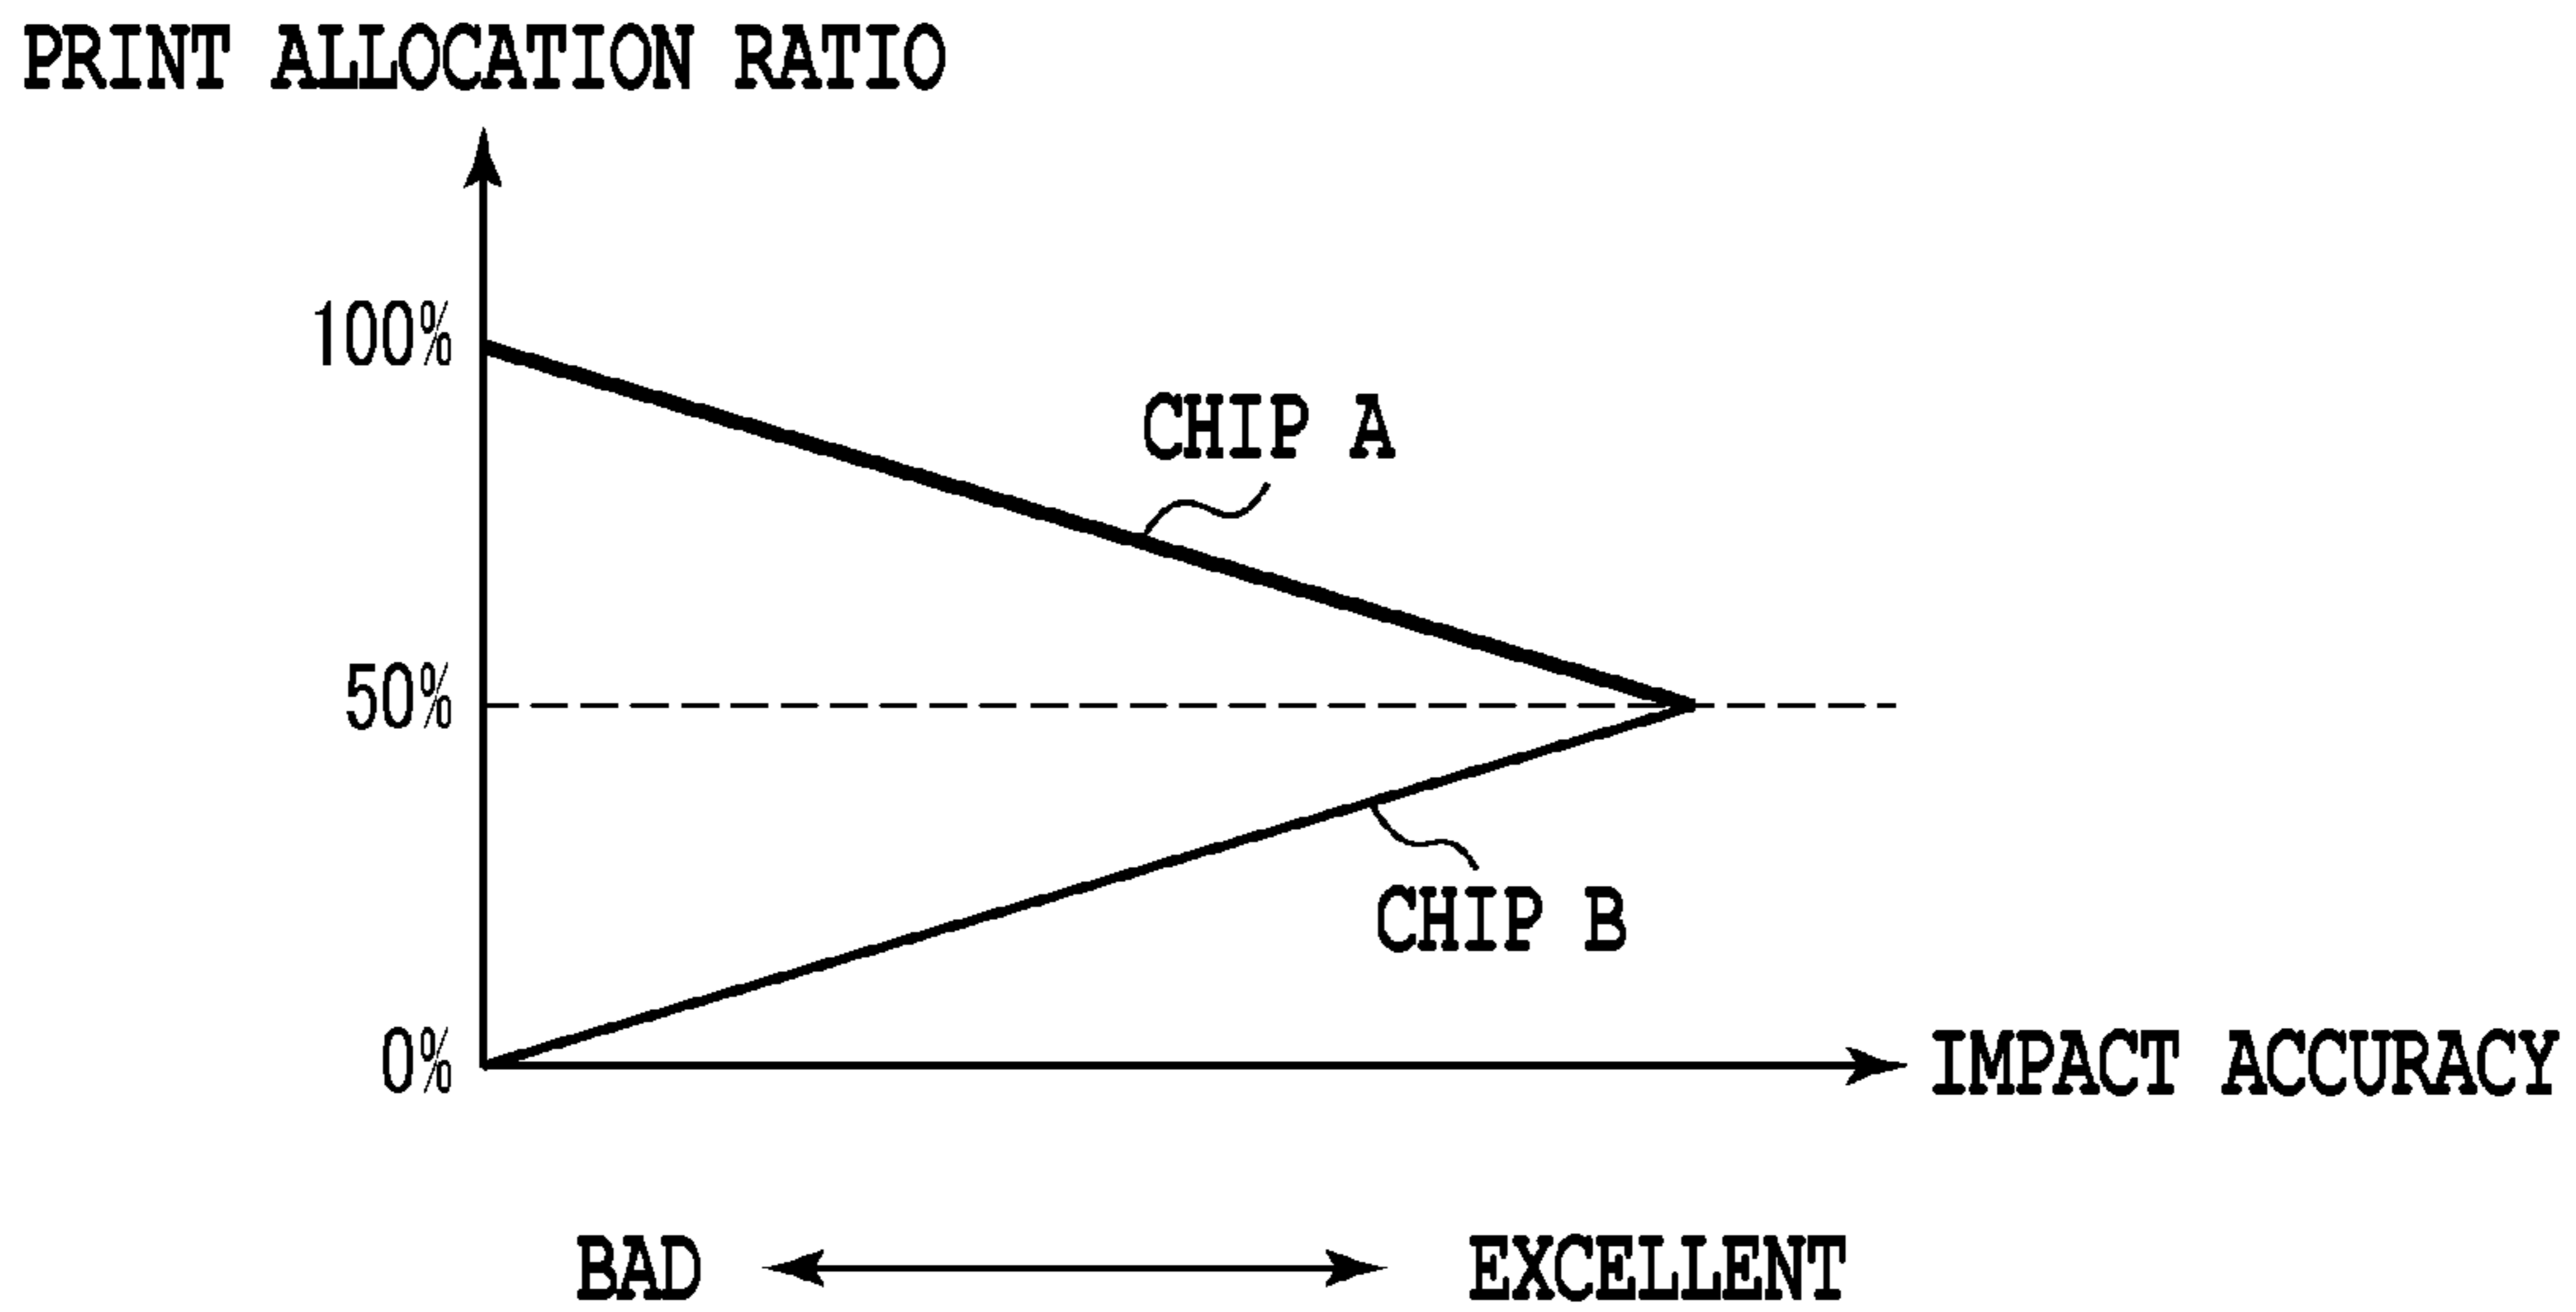 PRINT ALLOCATION RATIO
100%
CHIP A
50%
CHIP B
0%
IMPACT ACCURACY
BAD EXCELLENT